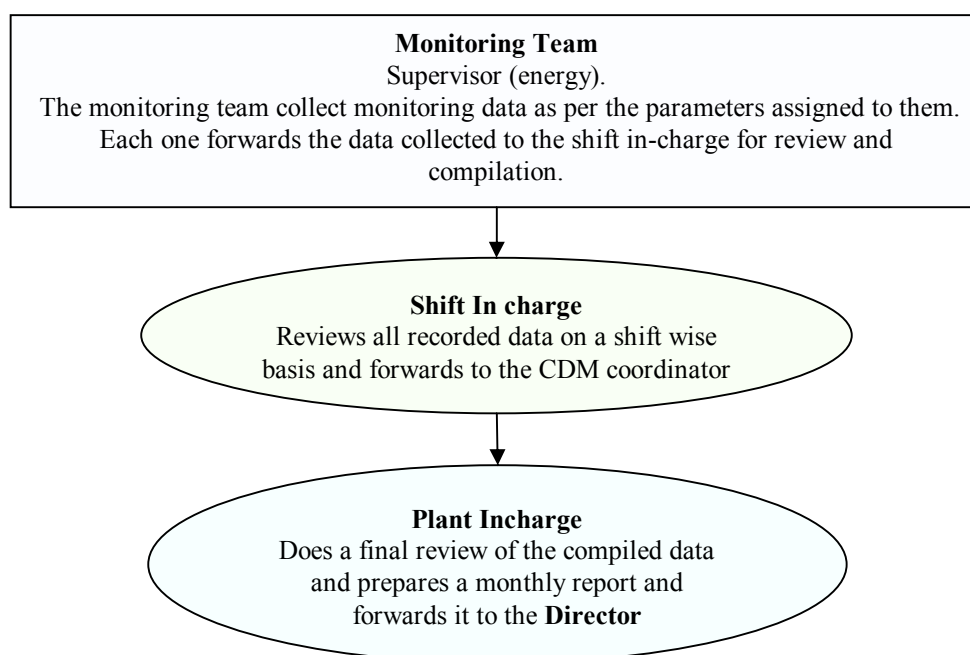 Monitoring Team
Supervisor (energy).
The monitoring team collect monitoring data as per the parameters assigned to them.
Each one forwards the data collected to the shift in-charge for review and
compilation.
Shift In charge
Reviews all recorded data on a shift wise
basis and forwards to the CDM coordinator
Plant Incharge
Does a final review of the compiled data
and prepares a monthly report and
forwards it to the Director